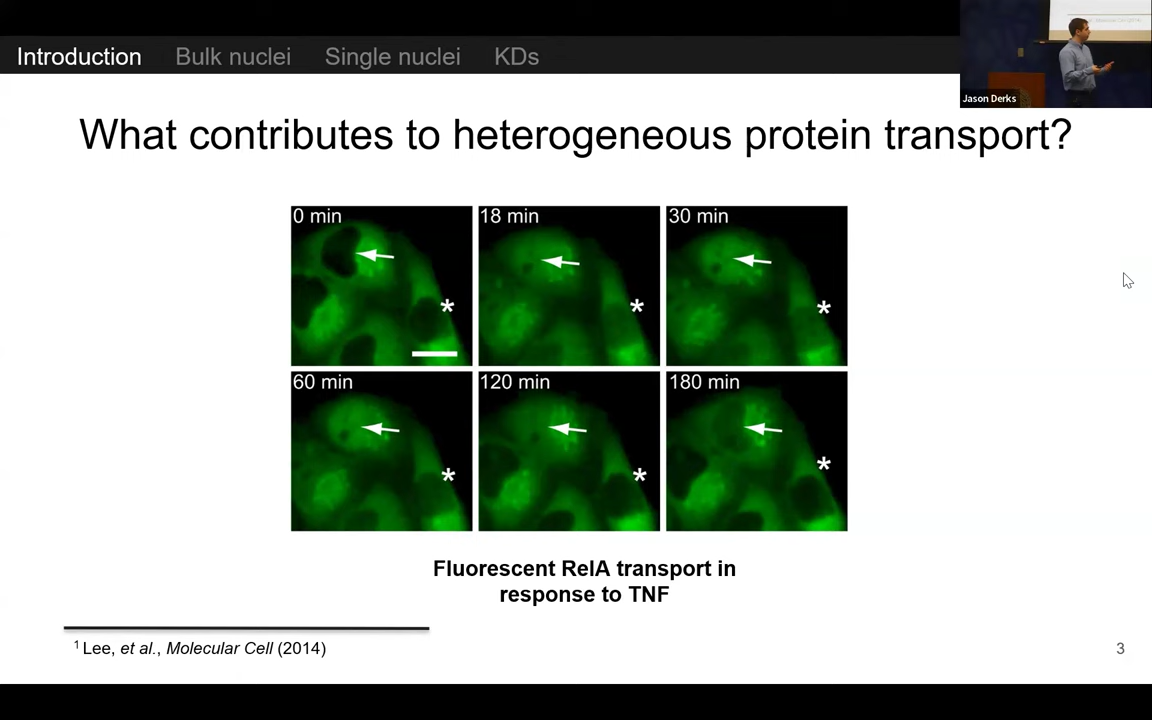 Introduction Bulk nuclei Single nuclei KDs
Jason Derks
What contributes to heterogeneous protein transport?
0 min 18 min 30 min
* * *
60 min 120 min 180 min
* * *
Fluorescent RelA transport in
response to TNF
1 Lee, et al., Molecular Cell (2014)
3